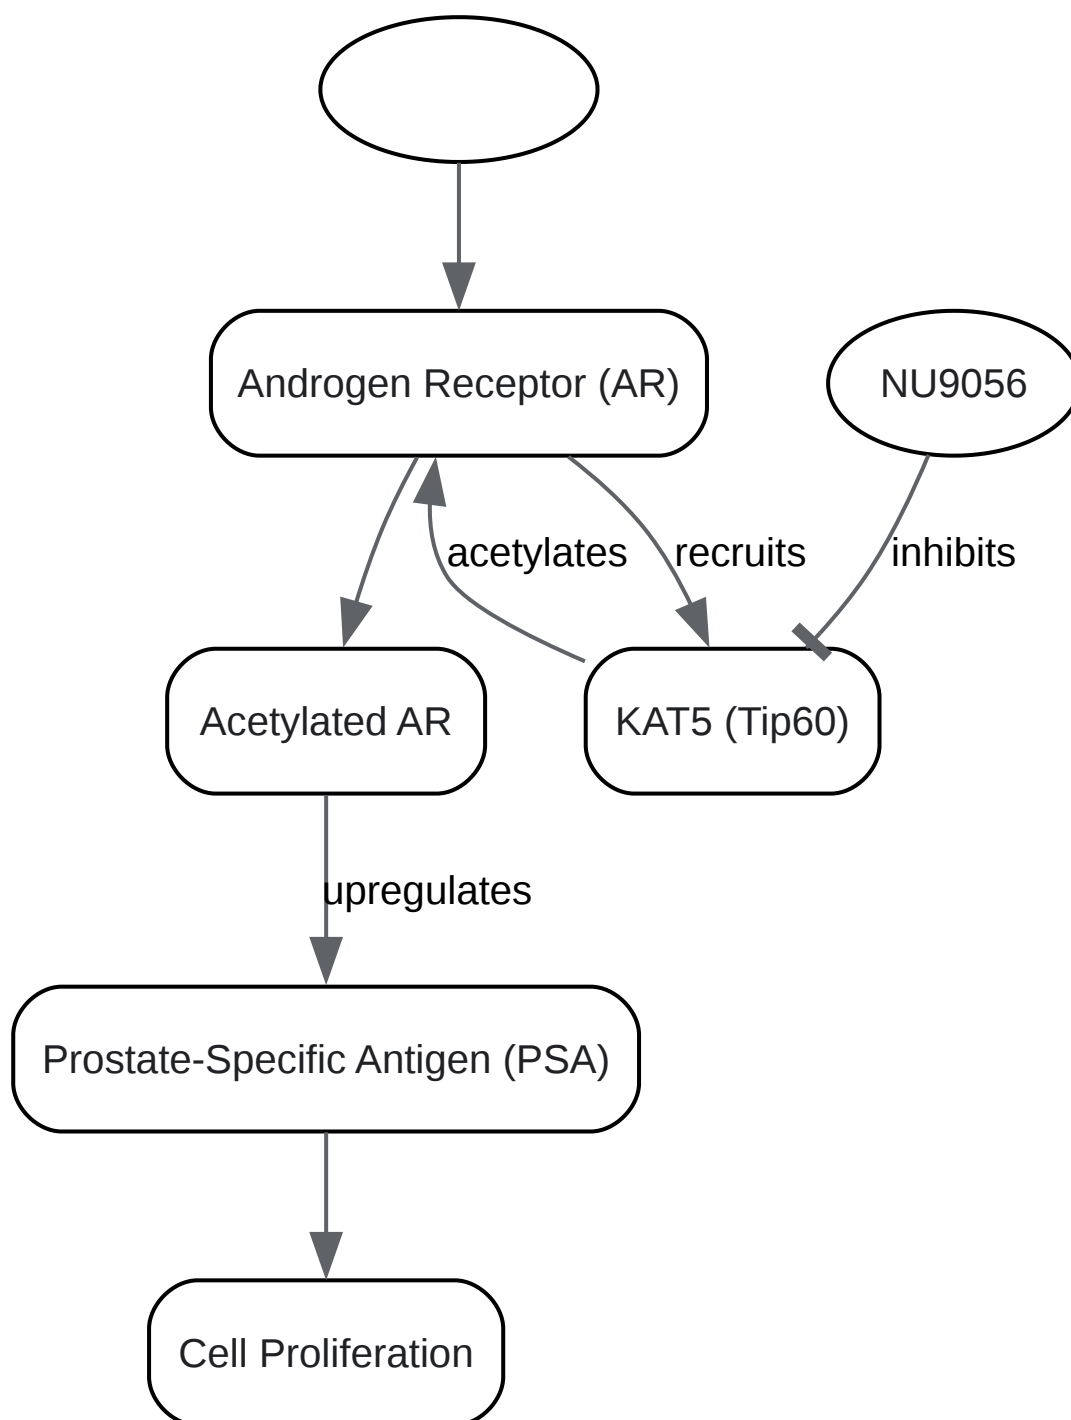 Androgen Receptor (AR)
NU9056
acetylates
recruits
inhibits
Acetylated AR
KAT5 (Tip60)
upregulates
Prostate-Specific Antigen (PSA)
Cell Proliferation